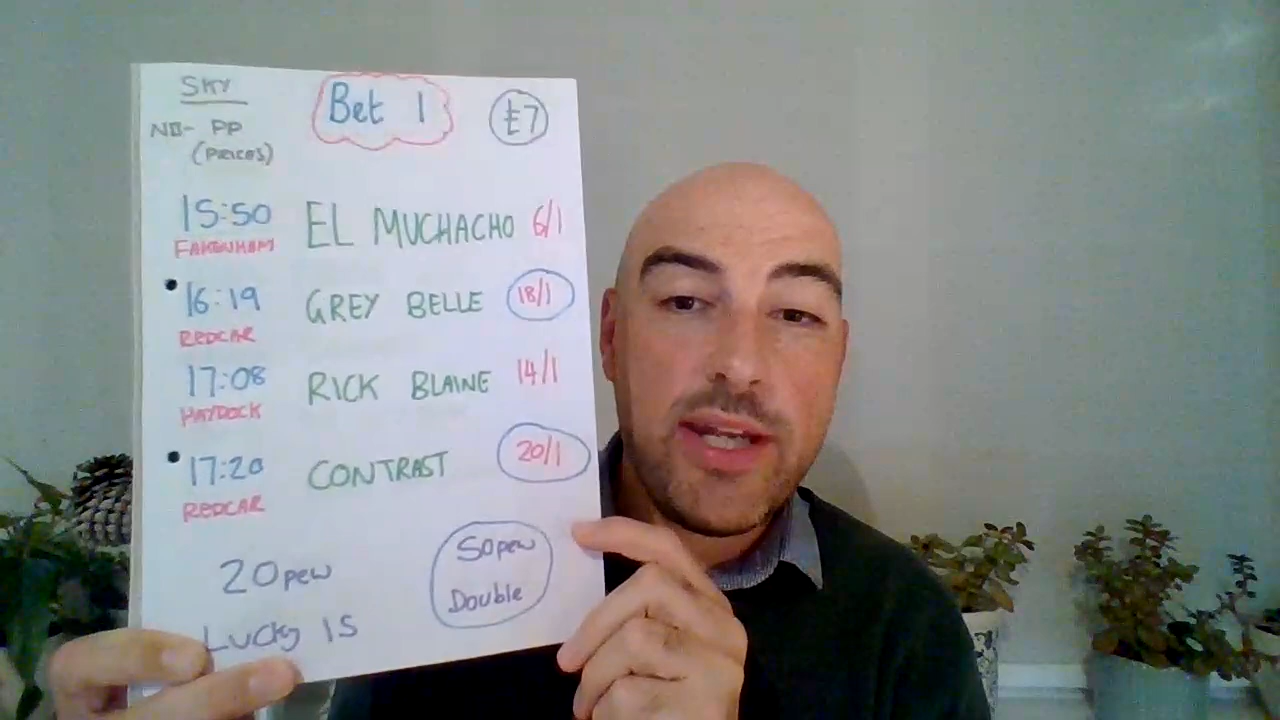 SKY
Bet 1
£7
NB- PP
(PRICES)
15:50 EL MUCHACHO 6/1
FAKENHAM
16:19 GREY BELLE 18/1
REDCAR
17:08 RICK BLAINE 14/1
HAYDOCK
17:20 CONTRAST 20/1
REDCAR
20pew
Lucky 15
50pew
Double